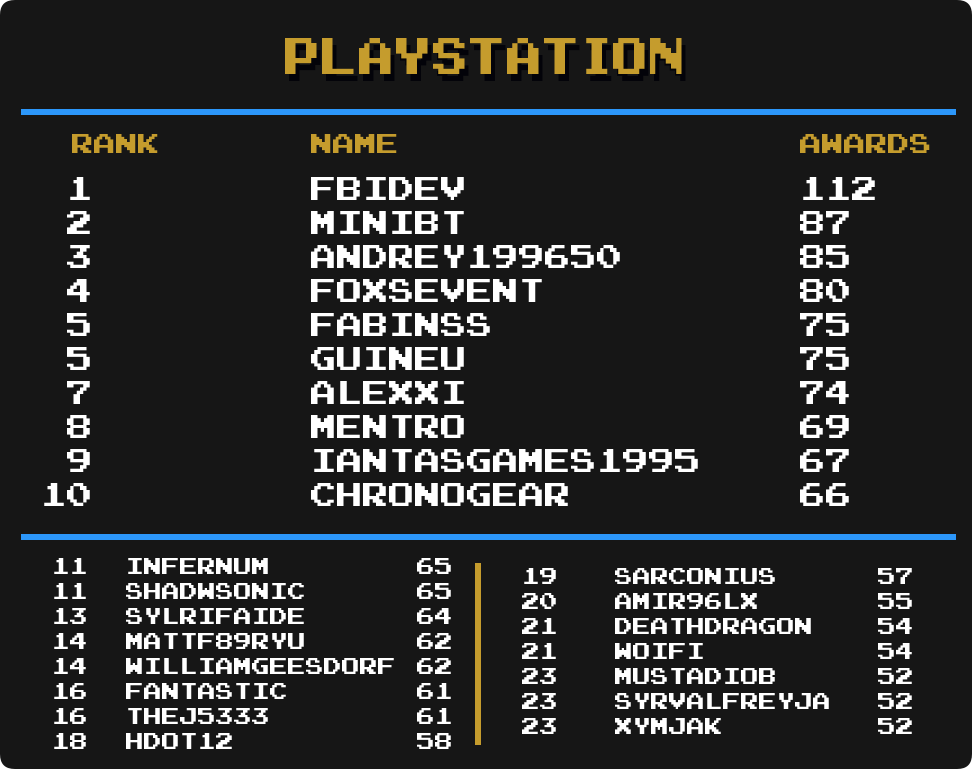 PLAYSTATION
RANK NAME AWARDS
1 FBIDEV 112
2 MINIBT 87
3 ANDREY199650 85
4 FOXSEVENT 80
5 FABINSS 75
5 GUINEU 75
7 ALEXXI 74
8 MENTRO 69
9 IANTASGAMES1995 67
10 CHRONOGEAR 66
11 INFERNUM 65
11 SHADWSONIC 65
13 SYLRIFAIDE 64
14 MATTF89RYU 62
14 WILLIAMGEESDORF 62
16 FANTASTIC 61
16 THEJ5333 61
18 HDOT12 58
19 SARCONIUS 57
20 AMIR96LX 55
21 DEATHDRAGON 54
21 WOIFI 54
23 MUSTADIOB 52
23 SYRVALFREYJA 52
23 XYMJAK 52